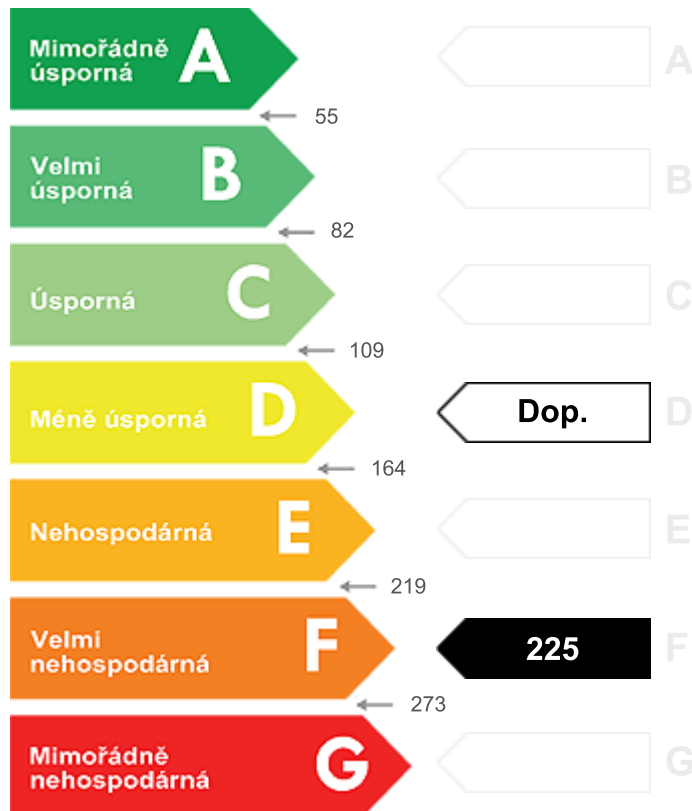 Mimořádně
úsporná
A
A
55
Velmi
úsporná
B
B
82
Úsporná
C
C
109
Méně úsporná
D
Dop.
D
164
Nehospodárná
E
E
219
Velmi
nehospodárná
F
225
F
273
Mimořádně
nehospodárná
G
G